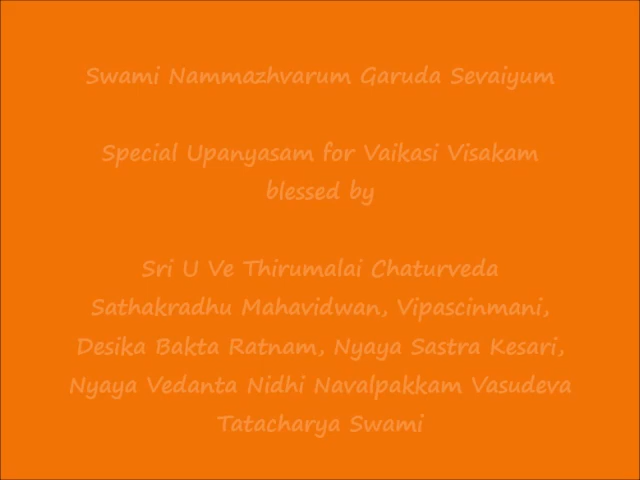 Swami Nammazhvarum Garuda Sevaiyum
Special Upanyasam for Vaikasi Visakam
blessed by
Sri U Ve Thirumalai Chaturveda
Sathakradhu Mahavidwan, Vipascinmani,
Desika Bakta Ratnam, Nyaya Sastra Kesari,
Nyaya Vedanta Nidhi Navalpakkam Vasudeva
Tatacharya Swami